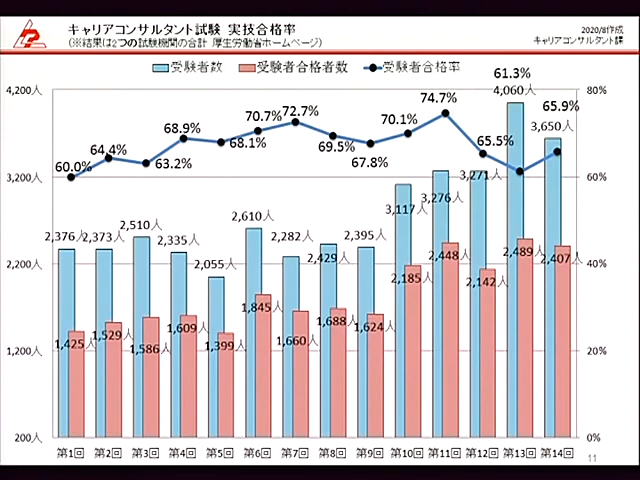 キャリアコンサルタント試験 実技合格率
(※結果は2つの試験機関の合計 厚生労働省ホームページ)
2020/8作成
キャリアコンサルタント課
受験者数 受験者合格者数 受験者合格率
4,200人 3,200人 2,200人 1,200人 200人
80% 60% 40% 20% 0%
60.0% 64.4% 63.2% 68.9% 68.1% 70.7% 72.7% 69.5% 67.8% 70.1% 74.7% 65.5% 61.3% 65.9%
2,376人 2,373人 2,510人 2,335人 2,055人 2,610人 2,282人 2,429人 2,395人 3,117人 3,276人 3,271人 4,060人 3,650人
1,425人 1,529人 1,586人 1,609人 1,399人 1,845人 1,660人 1,688人 1,624人 2,185人 2,448人 2,142人 2,489人 2,407人
第1回 第2回 第3回 第4回 第5回 第6回 第7回 第8回 第9回 第10回 第11回 第12回 第13回 第14回
11